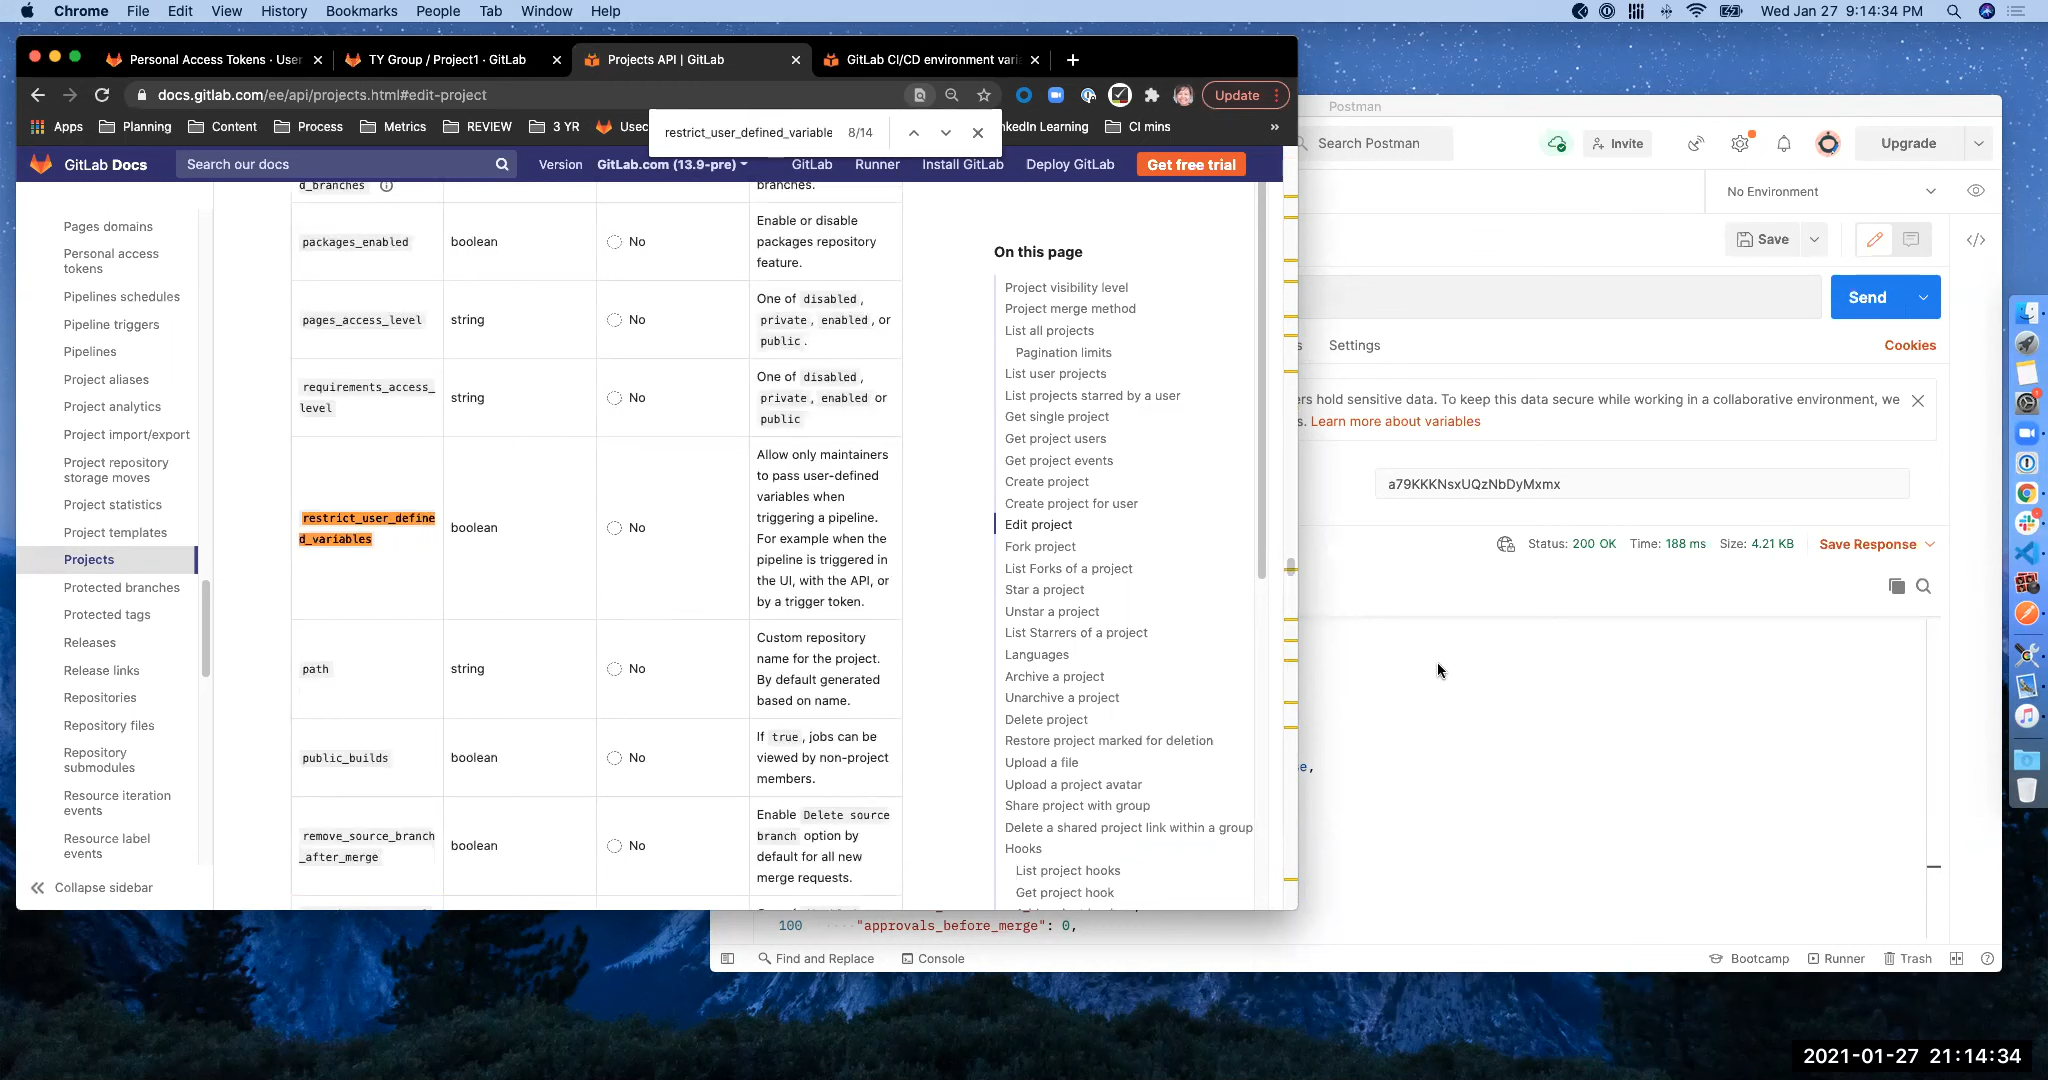 Chrome File Edit View History Bookmarks People Tab Window Help
Wed Jan 27 9:14:34 PM
Personal Access Tokens · User
TY Group / Project1 · GitLab
Projects API | GitLab
GitLab CI/CD environment vari
docs.gitlab.com/ee/api/projects.html#edit-project
Update
Apps Planning Content Process Metrics REVIEW 3 YR Usec
restrict_user_defined_variable 8/14
nkedIn Learning CI mins »
GitLab Docs
Search our docs
Version GitLab.com (13.9-pre) GitLab Runner Install GitLab Deploy GitLab Get free trial
Pages domains
Personal access
tokens
Pipelines schedules
Pipeline triggers
Pipelines
Project aliases
Project analytics
Project import/export
Project repository
storage moves
Project statistics
Project templates
Projects
Protected branches
Protected tags
Releases
Release links
Repositories
Repository files
Repository
submodules
Resource iteration
events
Resource label
events
Collapse sidebar
d_branches
branches.
packages_enabled boolean No
Enable or disable
packages repository
feature.
pages_access_level string No
One of disabled,
private, enabled, or
public.
requirements_access_
level
string No
One of disabled,
private, enabled or
public
restrict_user_define
d_variables
boolean No
Allow only maintainers
to pass user-defined
variables when
triggering a pipeline.
For example when the
pipeline is triggered in
the UI, with the API, or
by a trigger token.
path string No
Custom repository
name for the project.
By default generated
based on name.
public_builds boolean No
If true, jobs can be
viewed by non-project
members.
remove_source_branch
_after_merge
boolean No
Enable Delete source
branch option by
default for all new
merge requests.
On this page
Project visibility level
Project merge method
List all projects
Pagination limits
List user projects
List projects starred by a user
Get single project
Get project users
Get project events
Create project
Create project for user
Edit project
Fork project
List Forks of a project
Star a project
Unstar a project
List Starrers of a project
Languages
Archive a project
Unarchive a project
Delete project
Restore project marked for deletion
Upload a file
Upload a project avatar
Share project with group
Delete a shared project link within a group
Hooks
List project hooks
Get project hook
Postman
Search Postman
Invite
Upgrade
No Environment
Save
Send
s Settings Cookies
rs hold sensitive data. To keep this data secure while working in a collaborative environment, we
s. Learn more about variables
a79KKKNsxUQzNbDyMxmx
Status: 200 OK Time: 188 ms Size: 4.21 KB Save Response
e,
100 "approvals_before_merge": 0,
Find and Replace Console
Bootcamp Runner Trash
2021-01-27 21:14:34